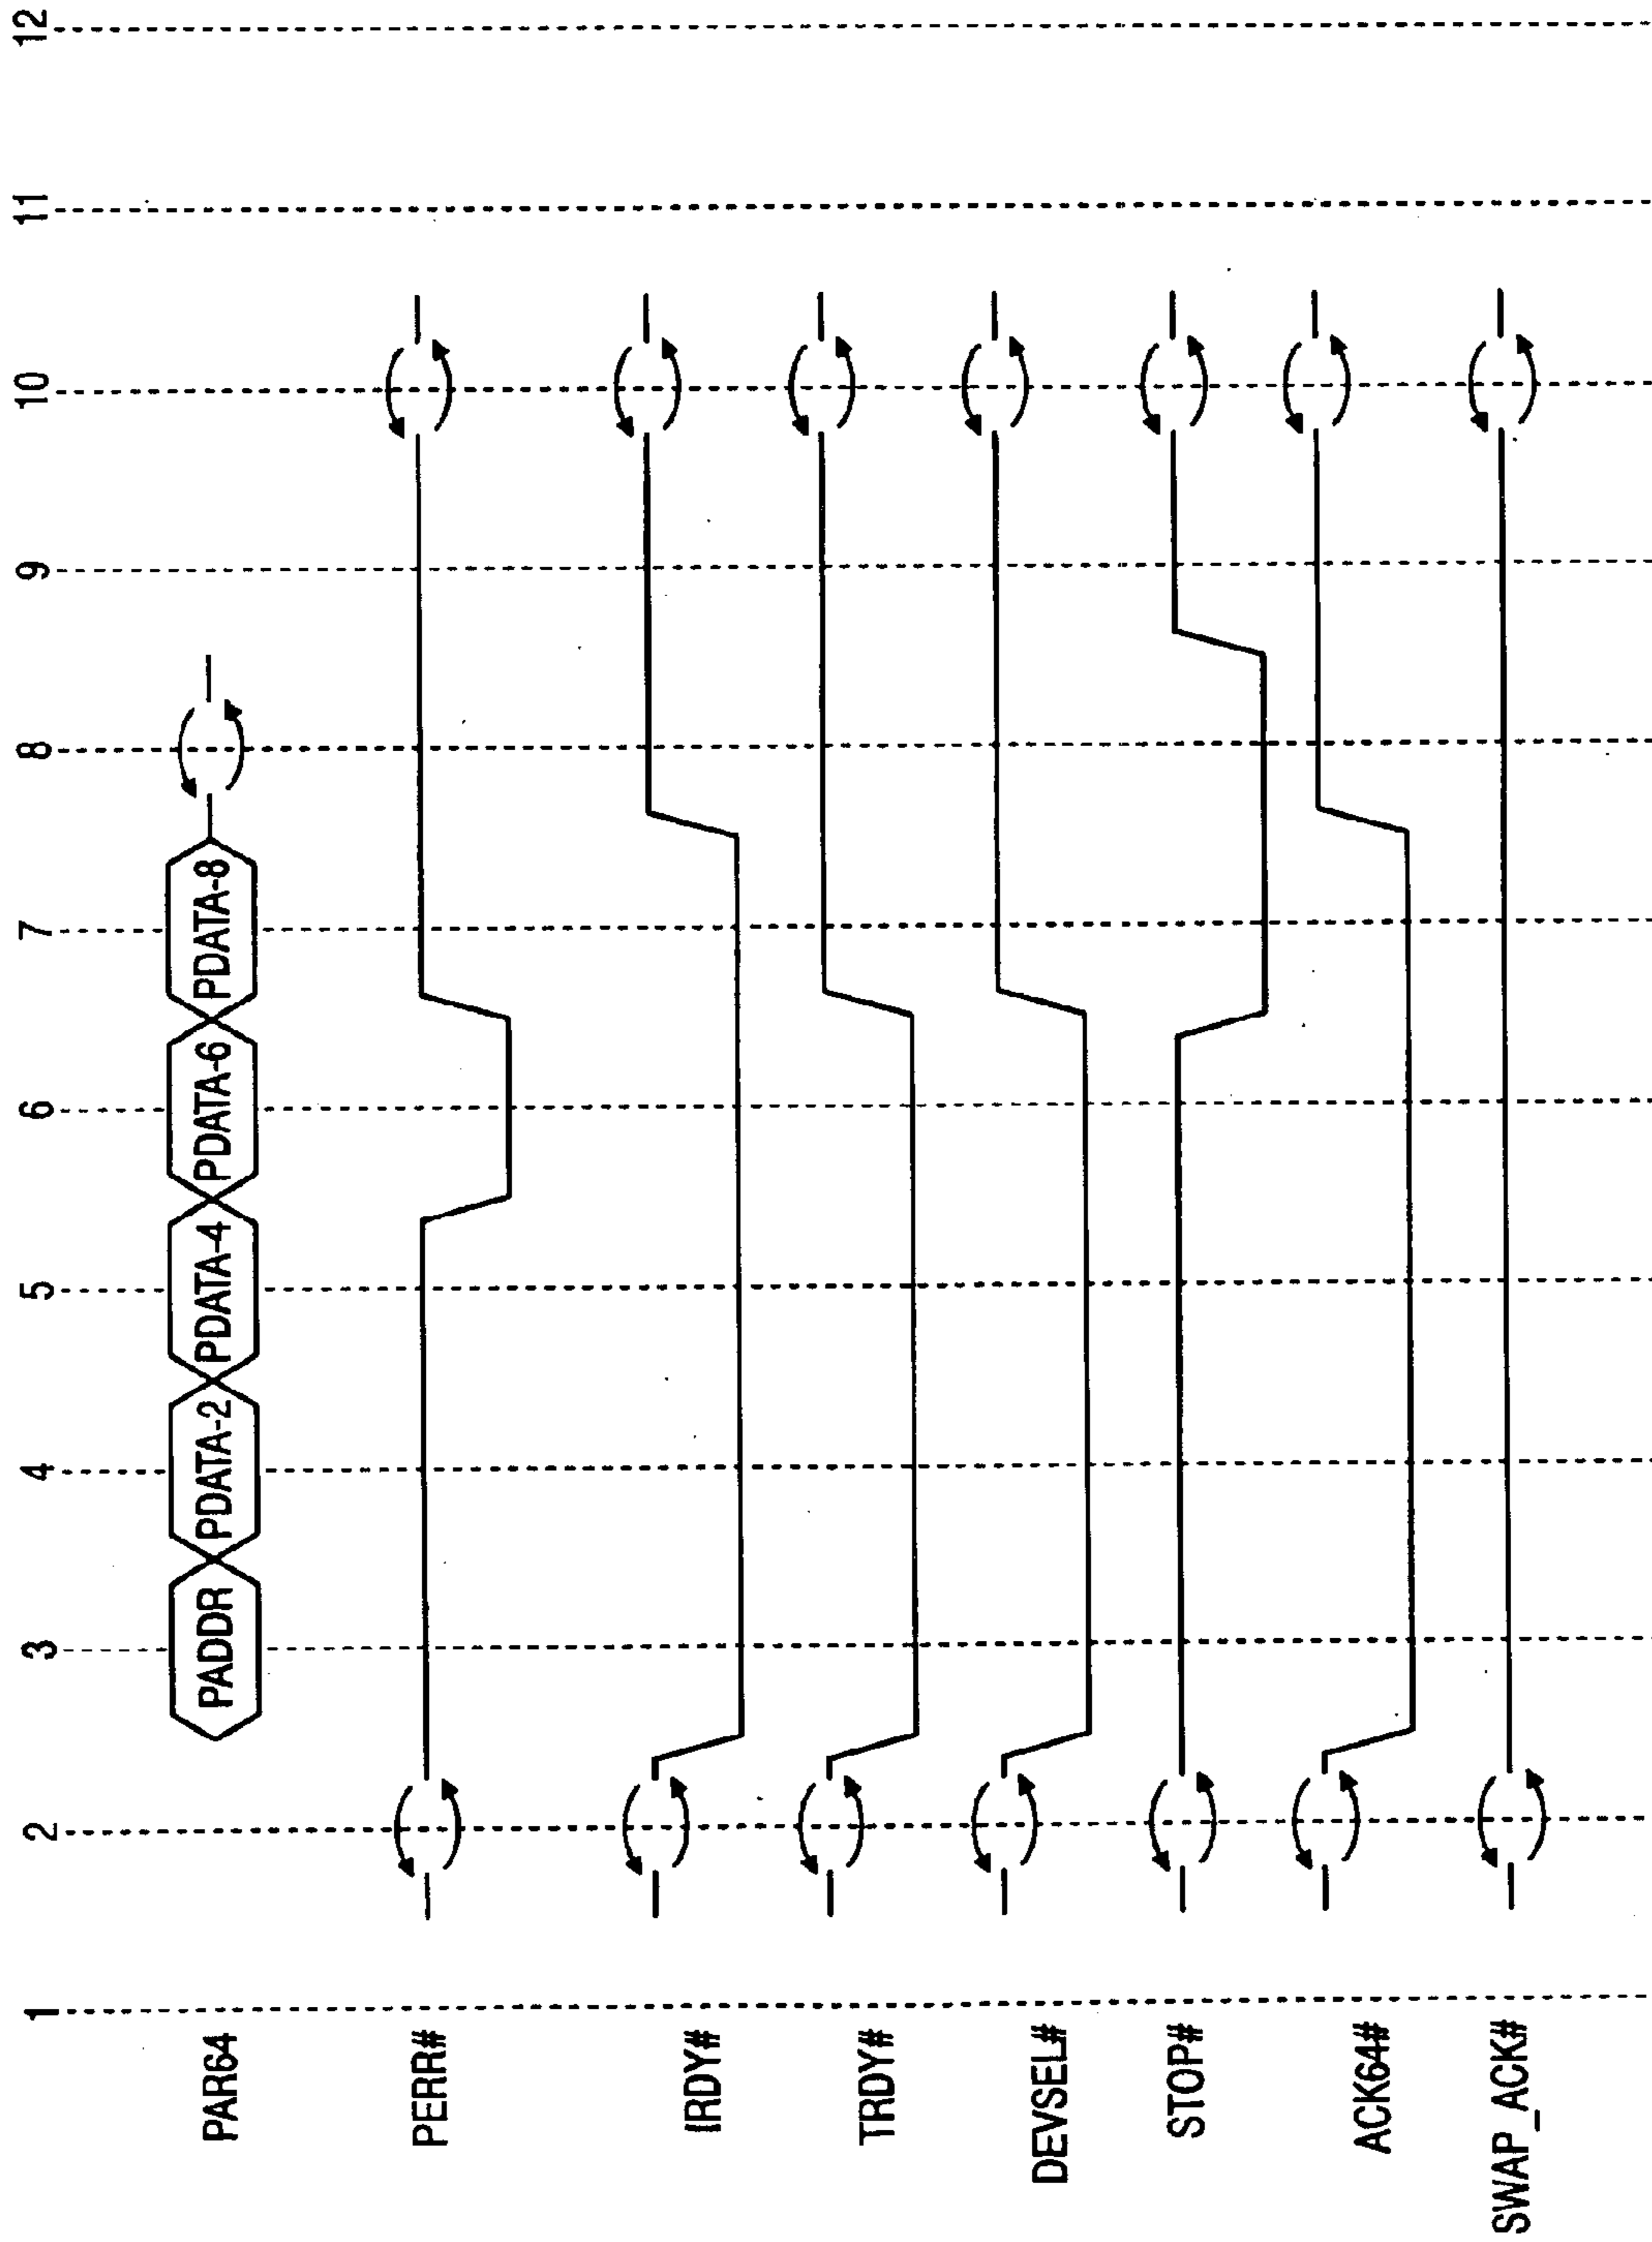 1 2 3 4 5 6 7 8 9 10 11 12
PAR64 PADDR PDATA-2 PDATA-4 PDATA-6 PDATA-8
PERR#
IRDY#
TRDY#
DEVSEL#
STOP#
ACK64#
SWAP_ACK#